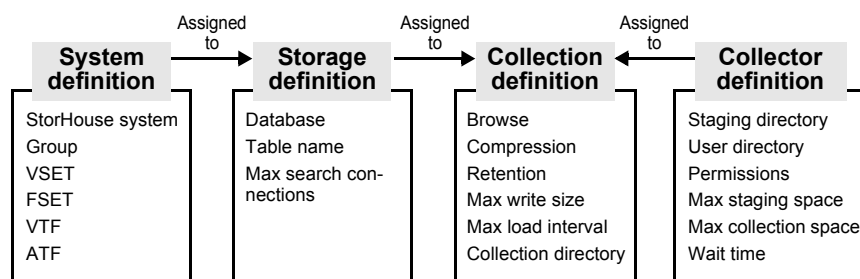 Assigned to
Assigned to
Assigned to
System definition
Storage definition
Collection definition
Collector definition
StorHouse system
Group
VSET
FSET
VTF
ATF
Database
Table name
Max search con-
nections
Browse
Compression
Retention
Max write size
Max load interval
Collection directory
Staging directory
User directory
Permissions
Max staging space
Max collection space
Wait time